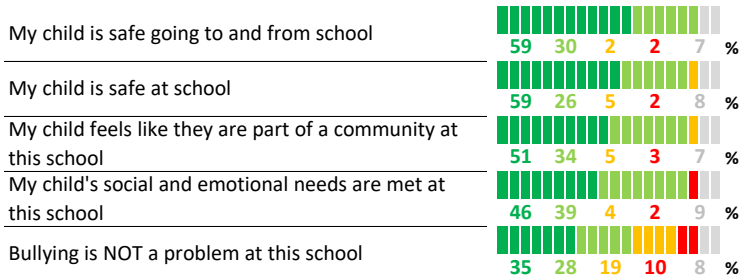 My child is safe going to and from school
59 30 2 2 7 %
My child is safe at school
59 26 5 2 8 %
My child feels like they are part of a community at
this school
51 34 5 3 7 %
My child's social and emotional needs are met at
this school
46 39 4 2 9 %
Bullying is NOT a problem at this school
35 28 19 10 8 %